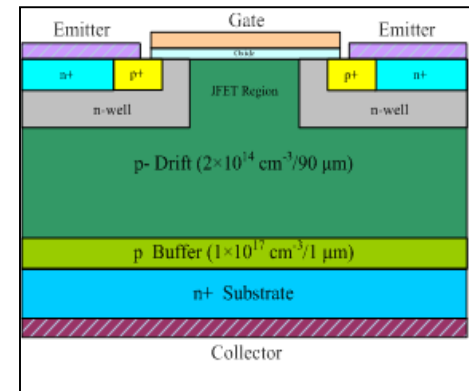 Gate
Emitter
Emitter
Oxide
n+
p+
p+
n+
JFET Region
n-well
n-well
p- Drift (2×10¹⁴ cm⁻³/90 μm)
p Buffer (1×10¹⁷ cm⁻³/1 μm)
n+ Substrate
Collector